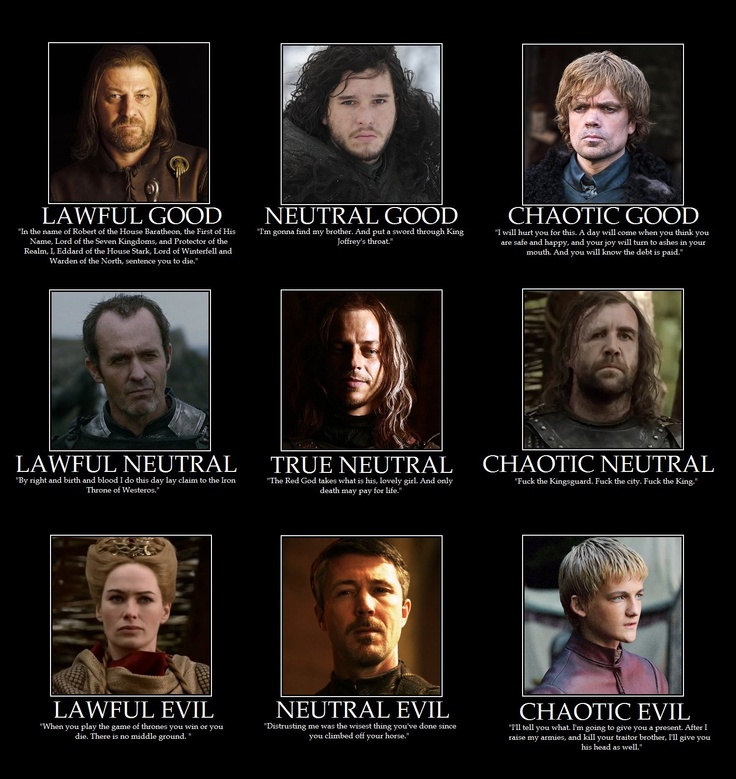 LAWFUL GOOD
"In the name of Robert of the House Baratheon, the First of His
Name, Lord of the Seven Kingdoms, and Protector of the
Realm, I, Eddard of the House Stark, Lord of Winterfell and
Warden of the North, sentence you to die."
NEUTRAL GOOD
"I'm gonna find my brother. And put a sword through King
Joffrey's throat."
CHAOTIC GOOD
"I will hurt you for this. A day will come when you think you
are safe and happy, and your joy will turn to ashes in your
mouth. And you will know the debt is paid."
LAWFUL NEUTRAL
"By right and birth and blood I do this day lay claim to the Iron
Throne of Westeros."
TRUE NEUTRAL
"The Red God takes what is his, lovely girl. And only
death may pay for life."
CHAOTIC NEUTRAL
"Fuck the Kingsguard. Fuck the city. Fuck the King."
LAWFUL EVIL
"When you play the game of thrones you win or you
die. There is no middle ground. "
NEUTRAL EVIL
"Distrusting me was the wisest thing you've done since
you climbed off your horse."
CHAOTIC EVIL
"I'll tell you what. I'm going to give you a present. After I
raise my armies, and kill your traitor brother, I'll give you
his head as well."